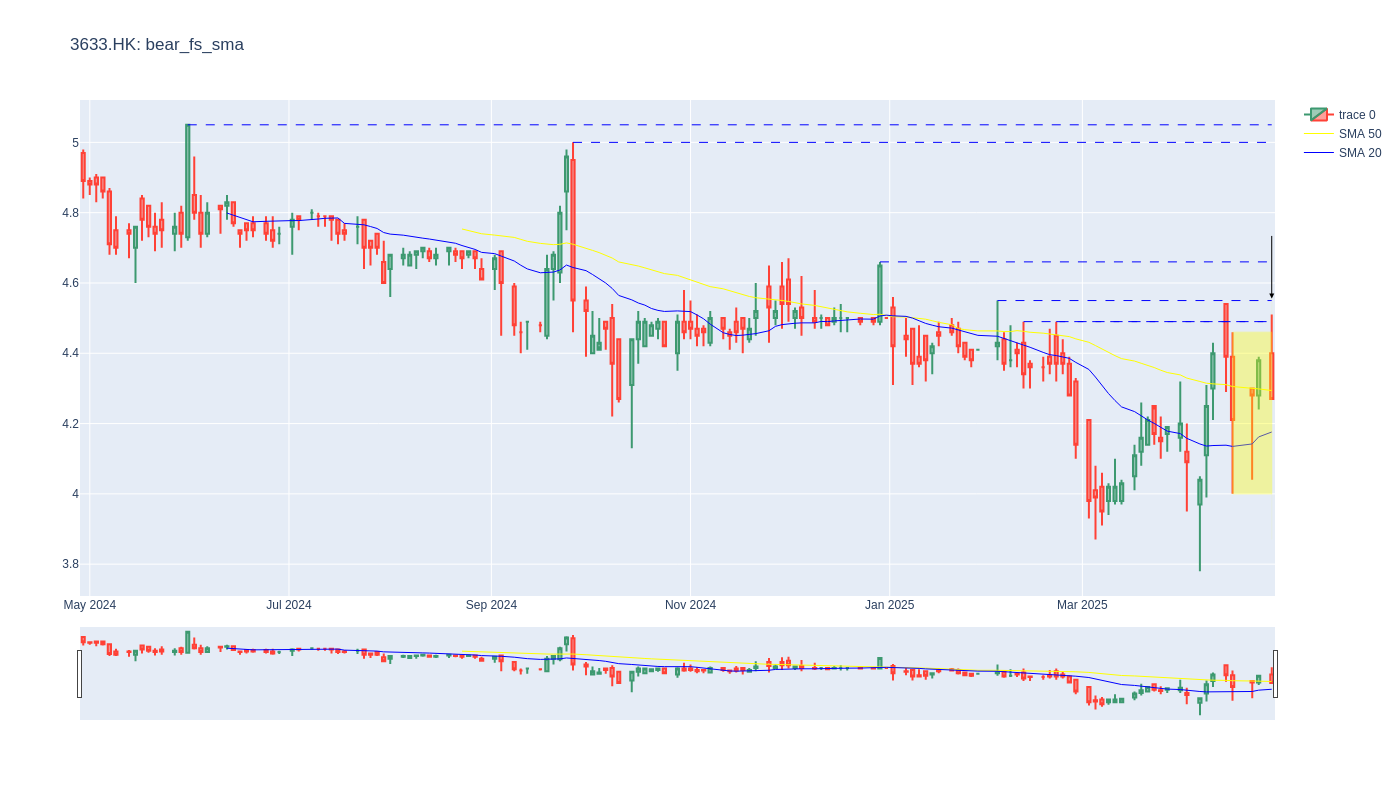 3633.HK: bear_fs_sma
trace 0
SMA 50
SMA 20
5
4.8
4.6
4.4
4.2
4
3.8
May 2024
Jul 2024
Sep 2024
Nov 2024
Jan 2025
Mar 2025